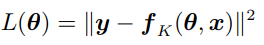 L(θ) = ‖y − f_K(θ, x)‖²